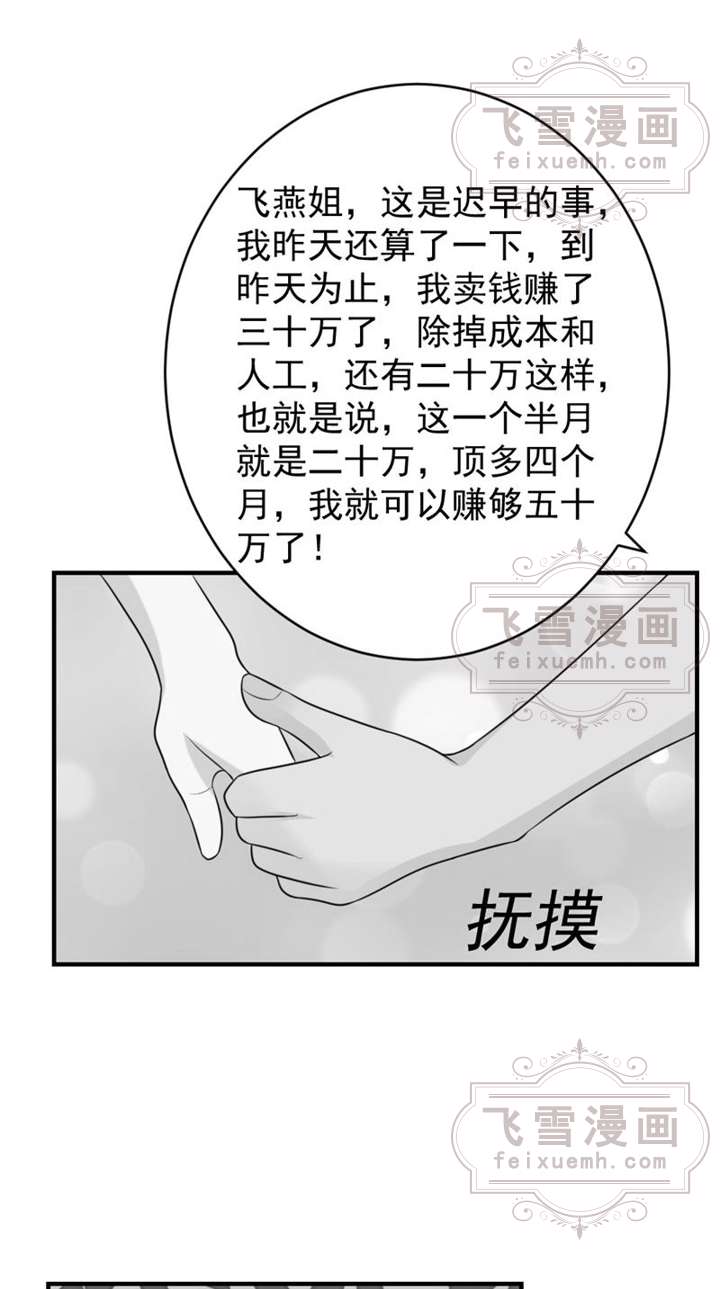 飞雪漫画
feixuemh.com
飞燕姐，这是迟早的事，
我昨天还算了一下，到
昨天为止，我卖钱赚了
三十万了，除掉成本和
人工，还有二十万这样，
也就是说，这一个半月
就是二十万，顶多四个
月，我就可以赚够五十
万了！
飞雪漫画
feixuemh.com
抚摸
飞雪漫画
feixuemh.com